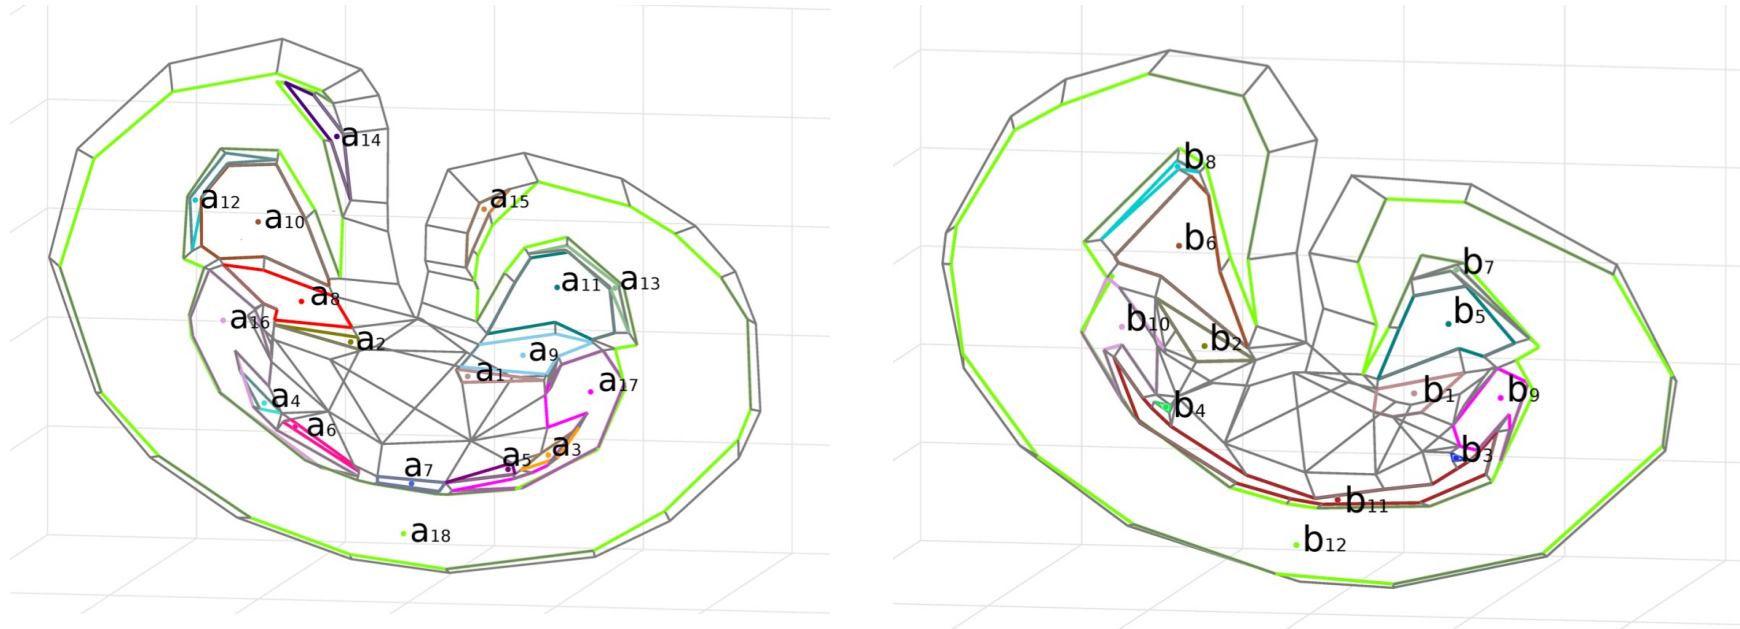 a₁₄
a₁₂
a₁₅
a₁₀
a₁₁
a₁₃
a₈
a₁₆
a₂
a₉
a₁
a₁₇
a₄
a₆
a₃
a₅
a₇
a₁₈
b₈
b₆
b₇
b₅
b₁₀
b₂
b₁
b₉
b₄
b₃
b₁₁
b₁₂